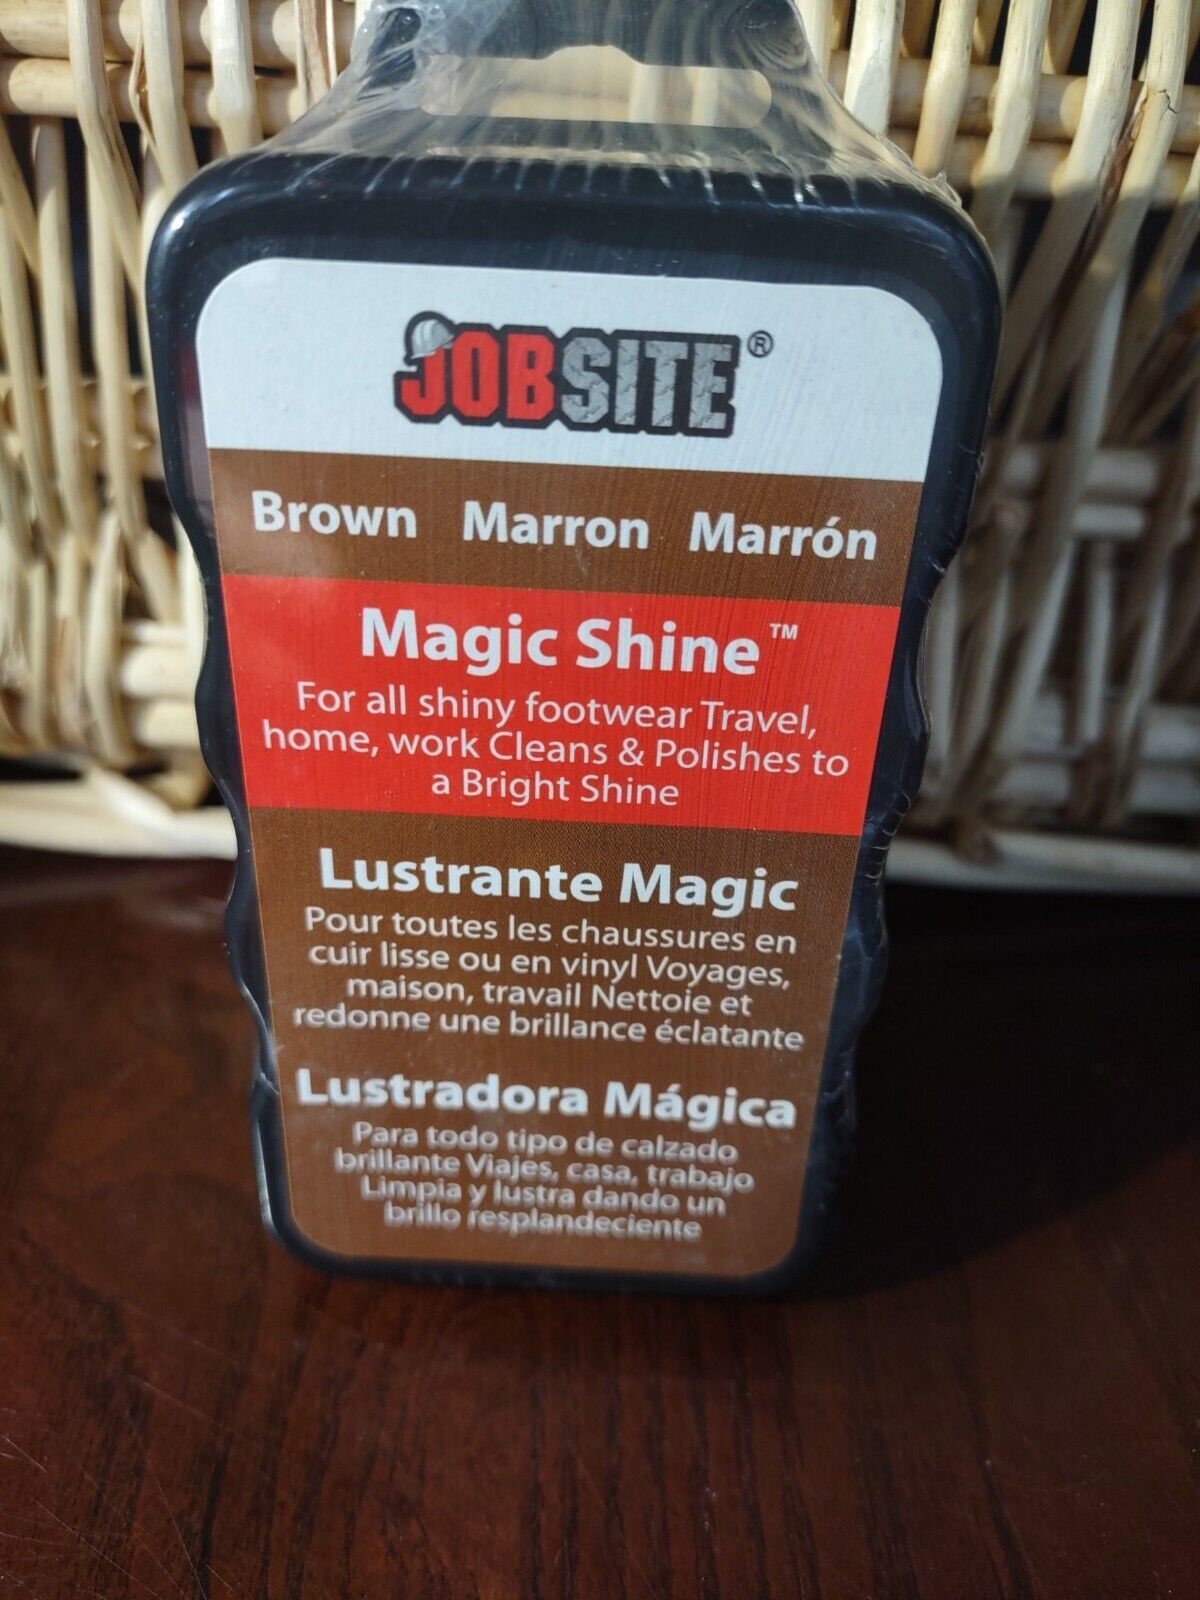 JOBSITE®
Brown Marron Marrón
Magic Shine™
For all shiny footwear Travel,
home, work Cleans & Polishes to
a Bright Shine
Lustrante Magic
Pour toutes les chaussures en
cuir lisse ou en vinyl Voyages,
maison, travail Nettoie et
redonne une brillance éclatante
Lustradora Mágica
Para todo tipo de calzado
brillante Viajes, casa, trabajo
Limpia y lustra dando un
brillo resplandeciente